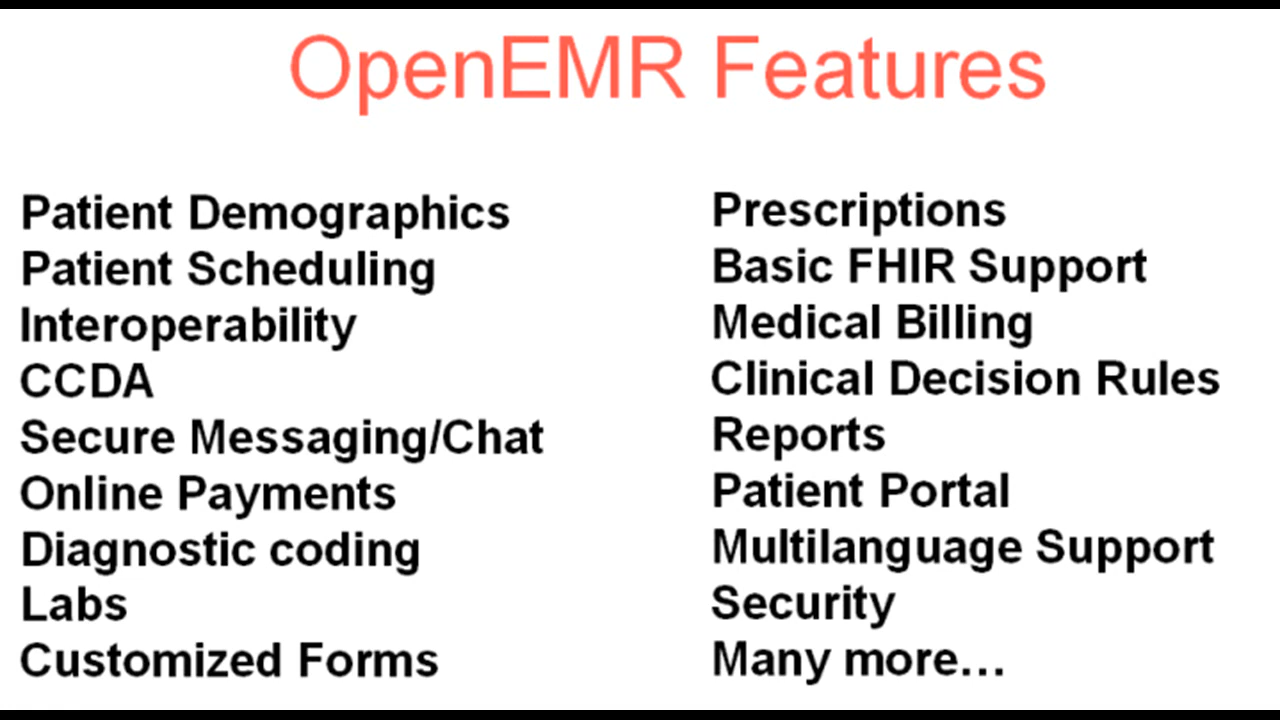 OpenEMR Features
Patient Demographics
Patient Scheduling
Interoperability
CCDA
Secure Messaging/Chat
Online Payments
Diagnostic coding
Labs
Customized Forms
Prescriptions
Basic FHIR Support
Medical Billing
Clinical Decision Rules
Reports
Patient Portal
Multilanguage Support
Security
Many more...